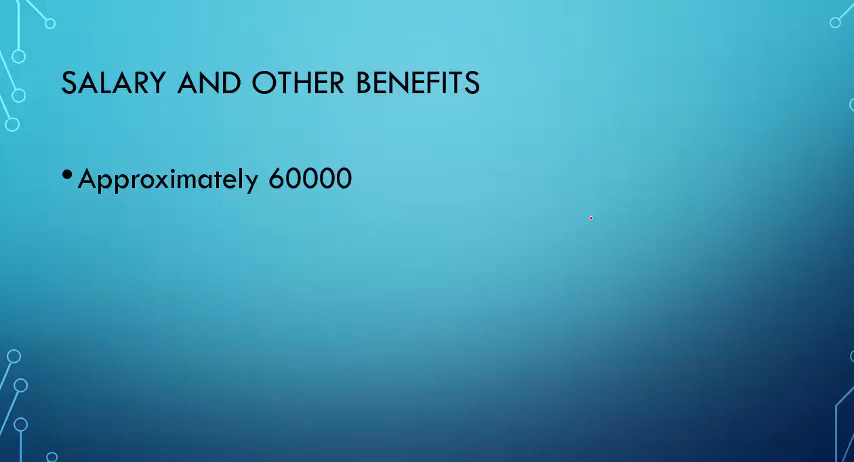 SALARY AND OTHER BENEFITS
• Approximately 60000